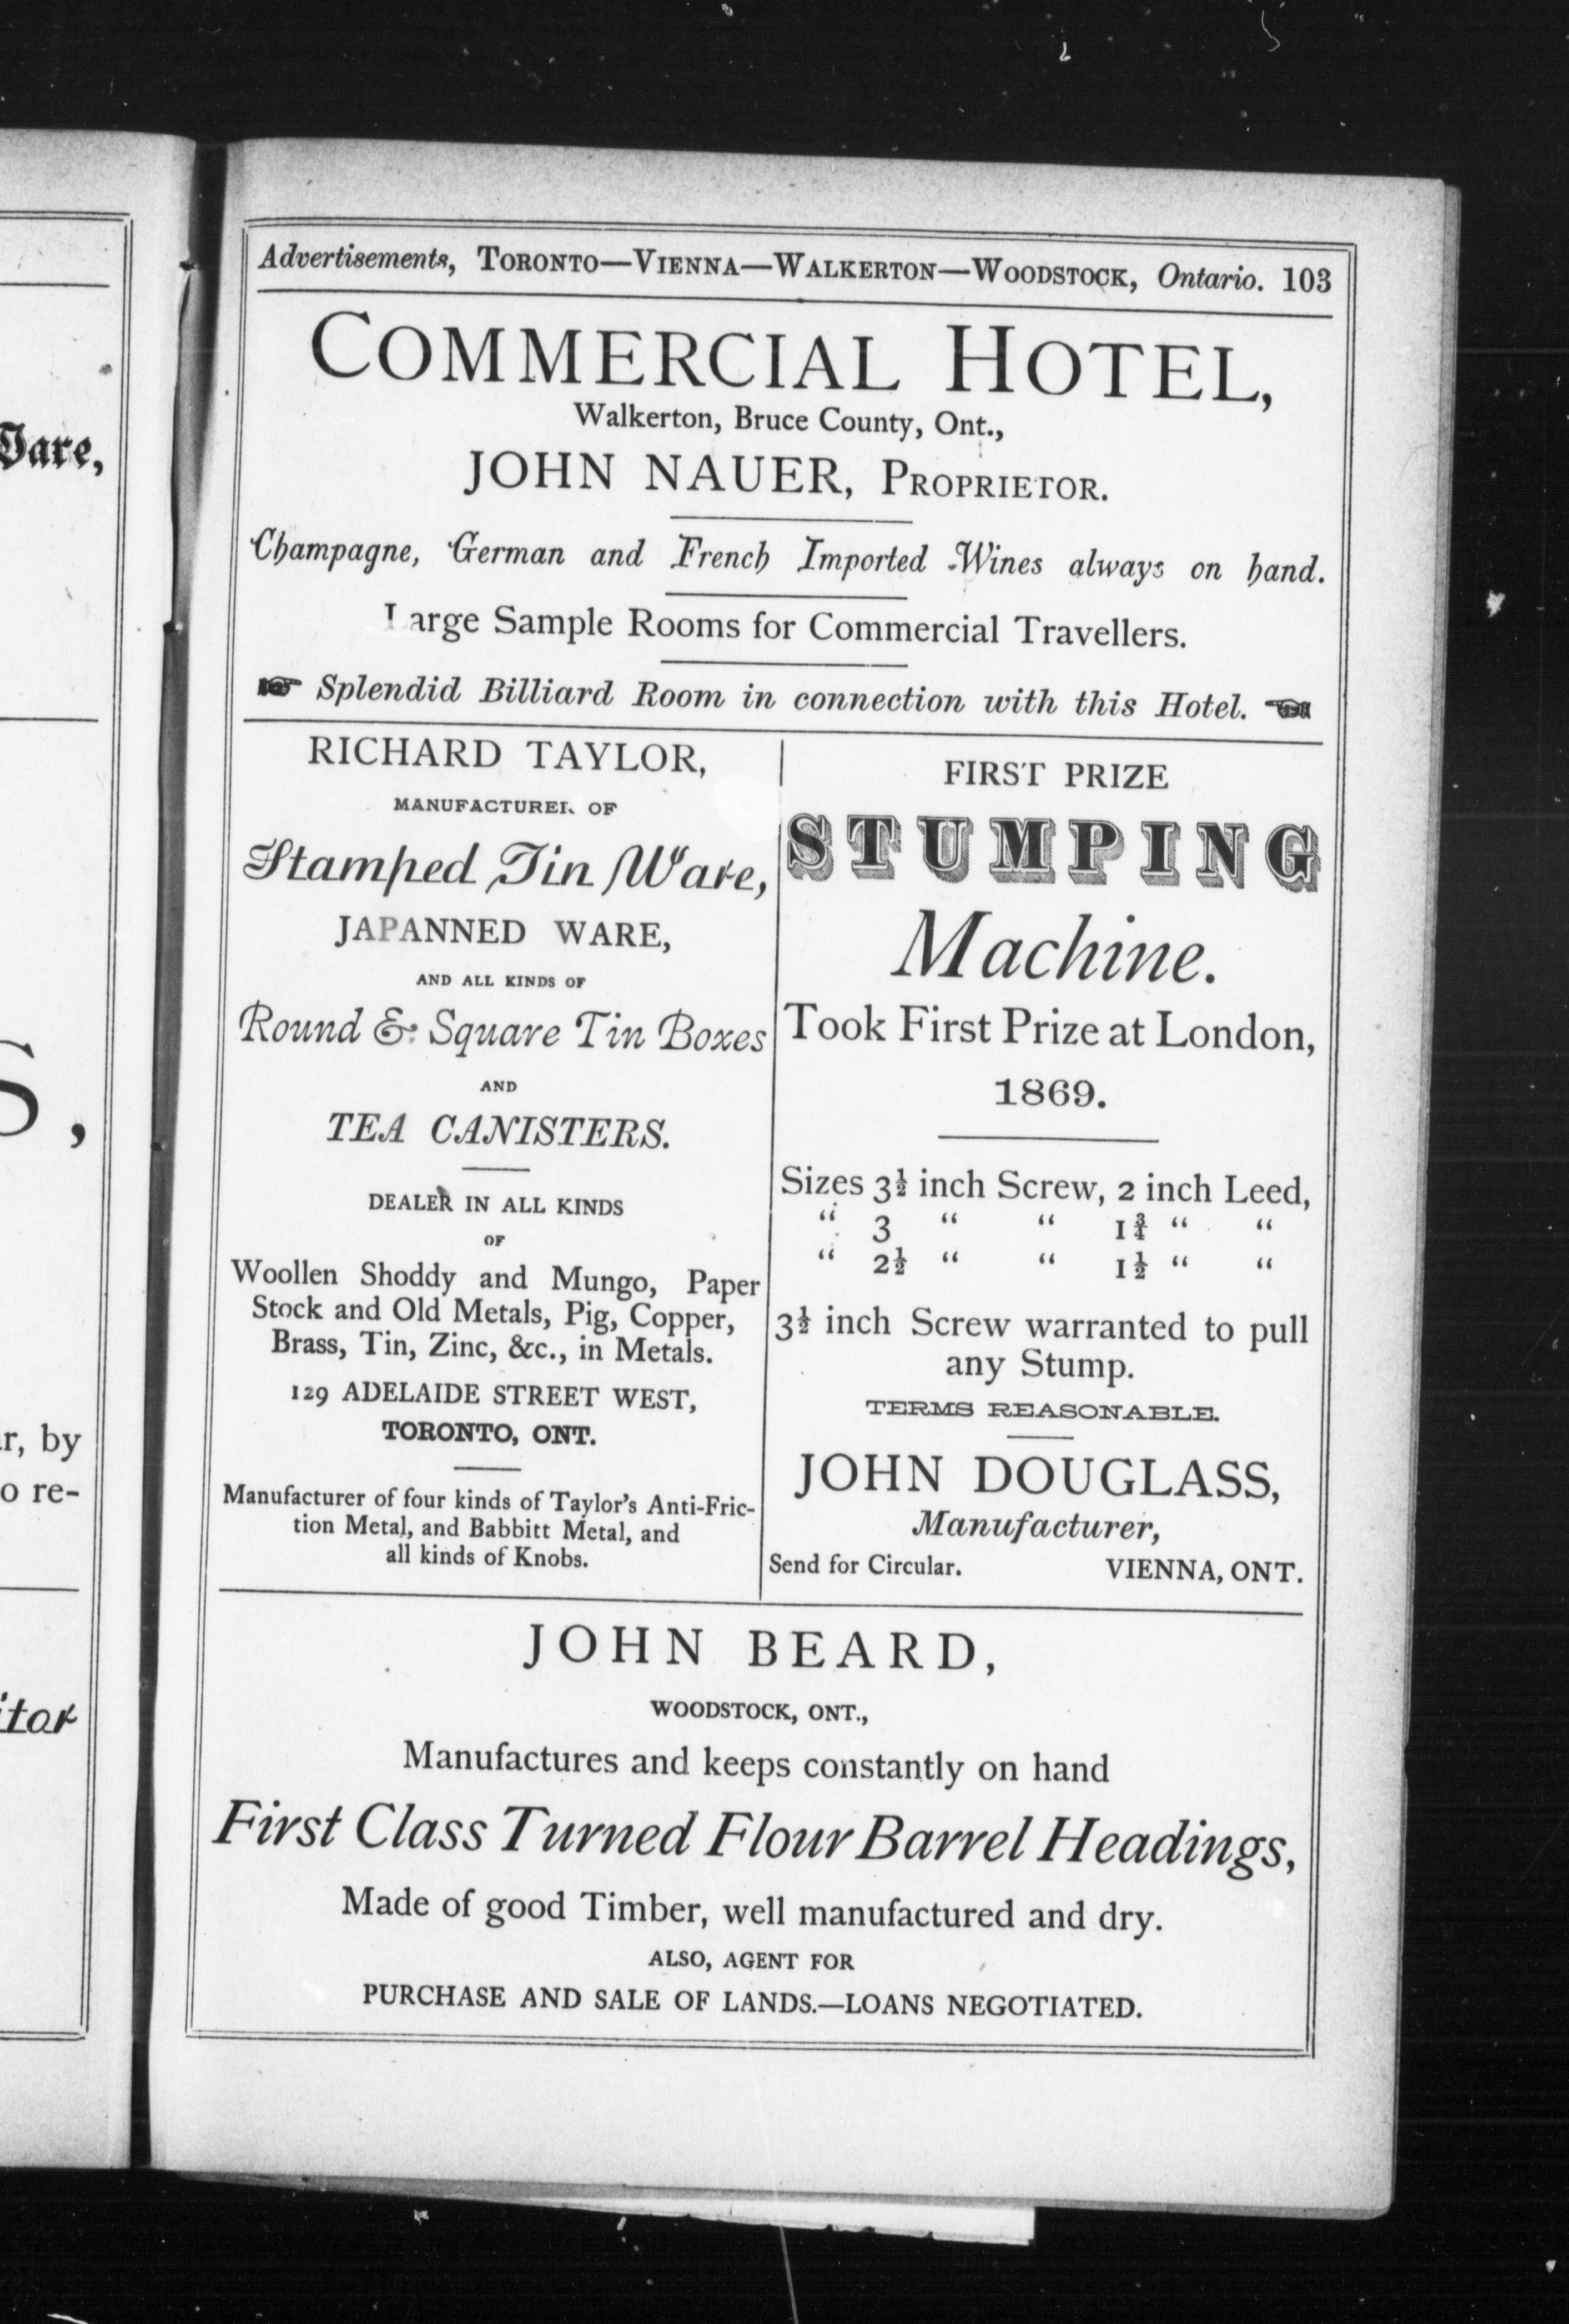 Advertisements, TORONTO—VIENNA—WALKERTON—WOODSTOCK, Ontario. 103
COMMERCIAL HOTEL,
Walkerton, Bruce County, Ont.,
JOHN NAUER, PROPRIETOR.
Champagne, German and French Imported Wines always on hand.
Large Sample Rooms for Commercial Travellers.
☞ Splendid Billiard Room in connection with this Hotel. ☜
RICHARD TAYLOR,
MANUFACTURER OF
Stamped Tin Ware,
JAPANNED WARE,
AND ALL KINDS OF
Round & Square Tin Boxes
AND
TEA CANISTERS.
DEALER IN ALL KINDS
OF
Woollen Shoddy and Mungo, Paper
Stock and Old Metals, Pig, Copper,
Brass, Tin, Zinc, &c., in Metals.
129 ADELAIDE STREET WEST,
TORONTO, ONT.
Manufacturer of four kinds of Taylor's Anti-Fric-
tion Metal, and Babbitt Metal, and
all kinds of Knobs.
FIRST PRIZE
STUMPING
Machine.
Took First Prize at London,
1869.
Sizes 3½ inch Screw, 2 inch Leed,
“ 3 “ “ 1¾ “ “
“ 2½ “ “ 1½ “ “
3½ inch Screw warranted to pull
any Stump.
TERMS REASONABLE.
JOHN DOUGLASS,
Manufacturer,
Send for Circular. VIENNA, ONT.
JOHN BEARD,
WOODSTOCK, ONT.,
Manufactures and keeps constantly on hand
First Class Turned Flour Barrel Headings,
Made of good Timber, well manufactured and dry.
ALSO, AGENT FOR
PURCHASE AND SALE OF LANDS.—LOANS NEGOTIATED.